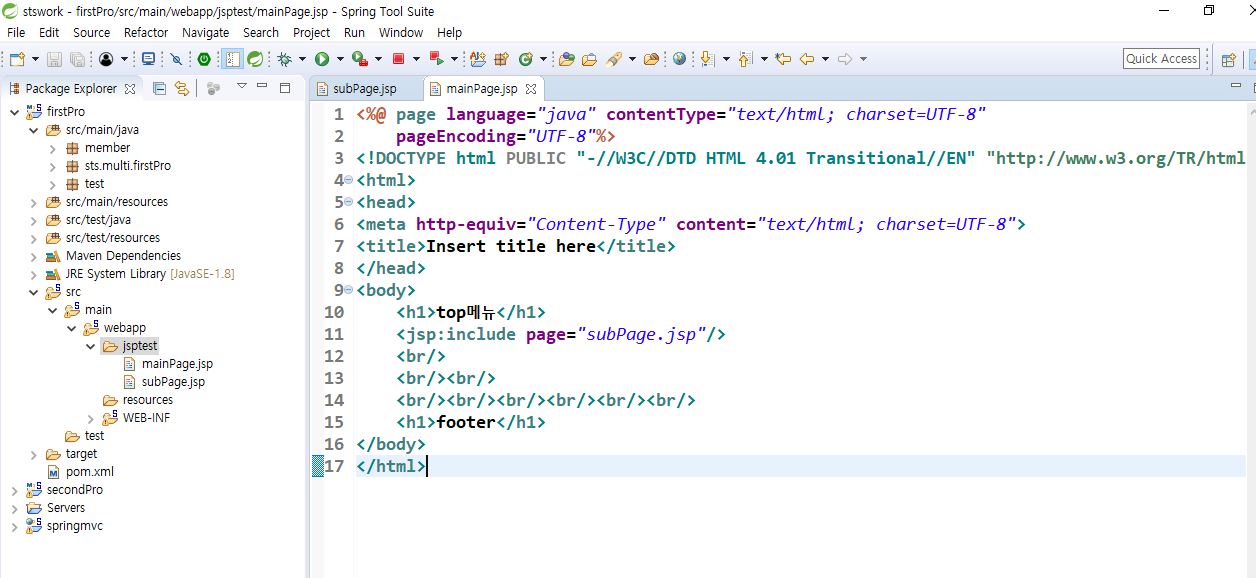 stswork - firstPro/src/main/webapp/jsptest/mainPage.jsp - Spring Tool Suite
File Edit Source Refactor Navigate Search Project Run Window Help
Quick Access
Package Explorer
firstPro
src/main/java
member
sts.multi.firstPro
test
src/main/resources
src/test/java
src/test/resources
Maven Dependencies
JRE System Library [JavaSE-1.8]
src
main
webapp
jsptest
mainPage.jsp
subPage.jsp
resources
WEB-INF
test
target
pom.xml
secondPro
Servers
springmvc
subPage.jsp mainPage.jsp
1 <%@ page language="java" contentType="text/html; charset=UTF-8"
2 pageEncoding="UTF-8"%>
3 <!DOCTYPE html PUBLIC "-//W3C//DTD HTML 4.01 Transitional//EN" "http://www.w3.org/TR/html
4 <html>
5 <head>
6 <meta http-equiv="Content-Type" content="text/html; charset=UTF-8">
7 <title>Insert title here</title>
8 </head>
9 <body>
10 <h1>top메뉴</h1>
11 <jsp:include page="subPage.jsp"/>
12 <br/>
13 <br/><br/>
14 <br/><br/><br/><br/><br/><br/>
15 <h1>footer</h1>
16 </body>
17 </html>